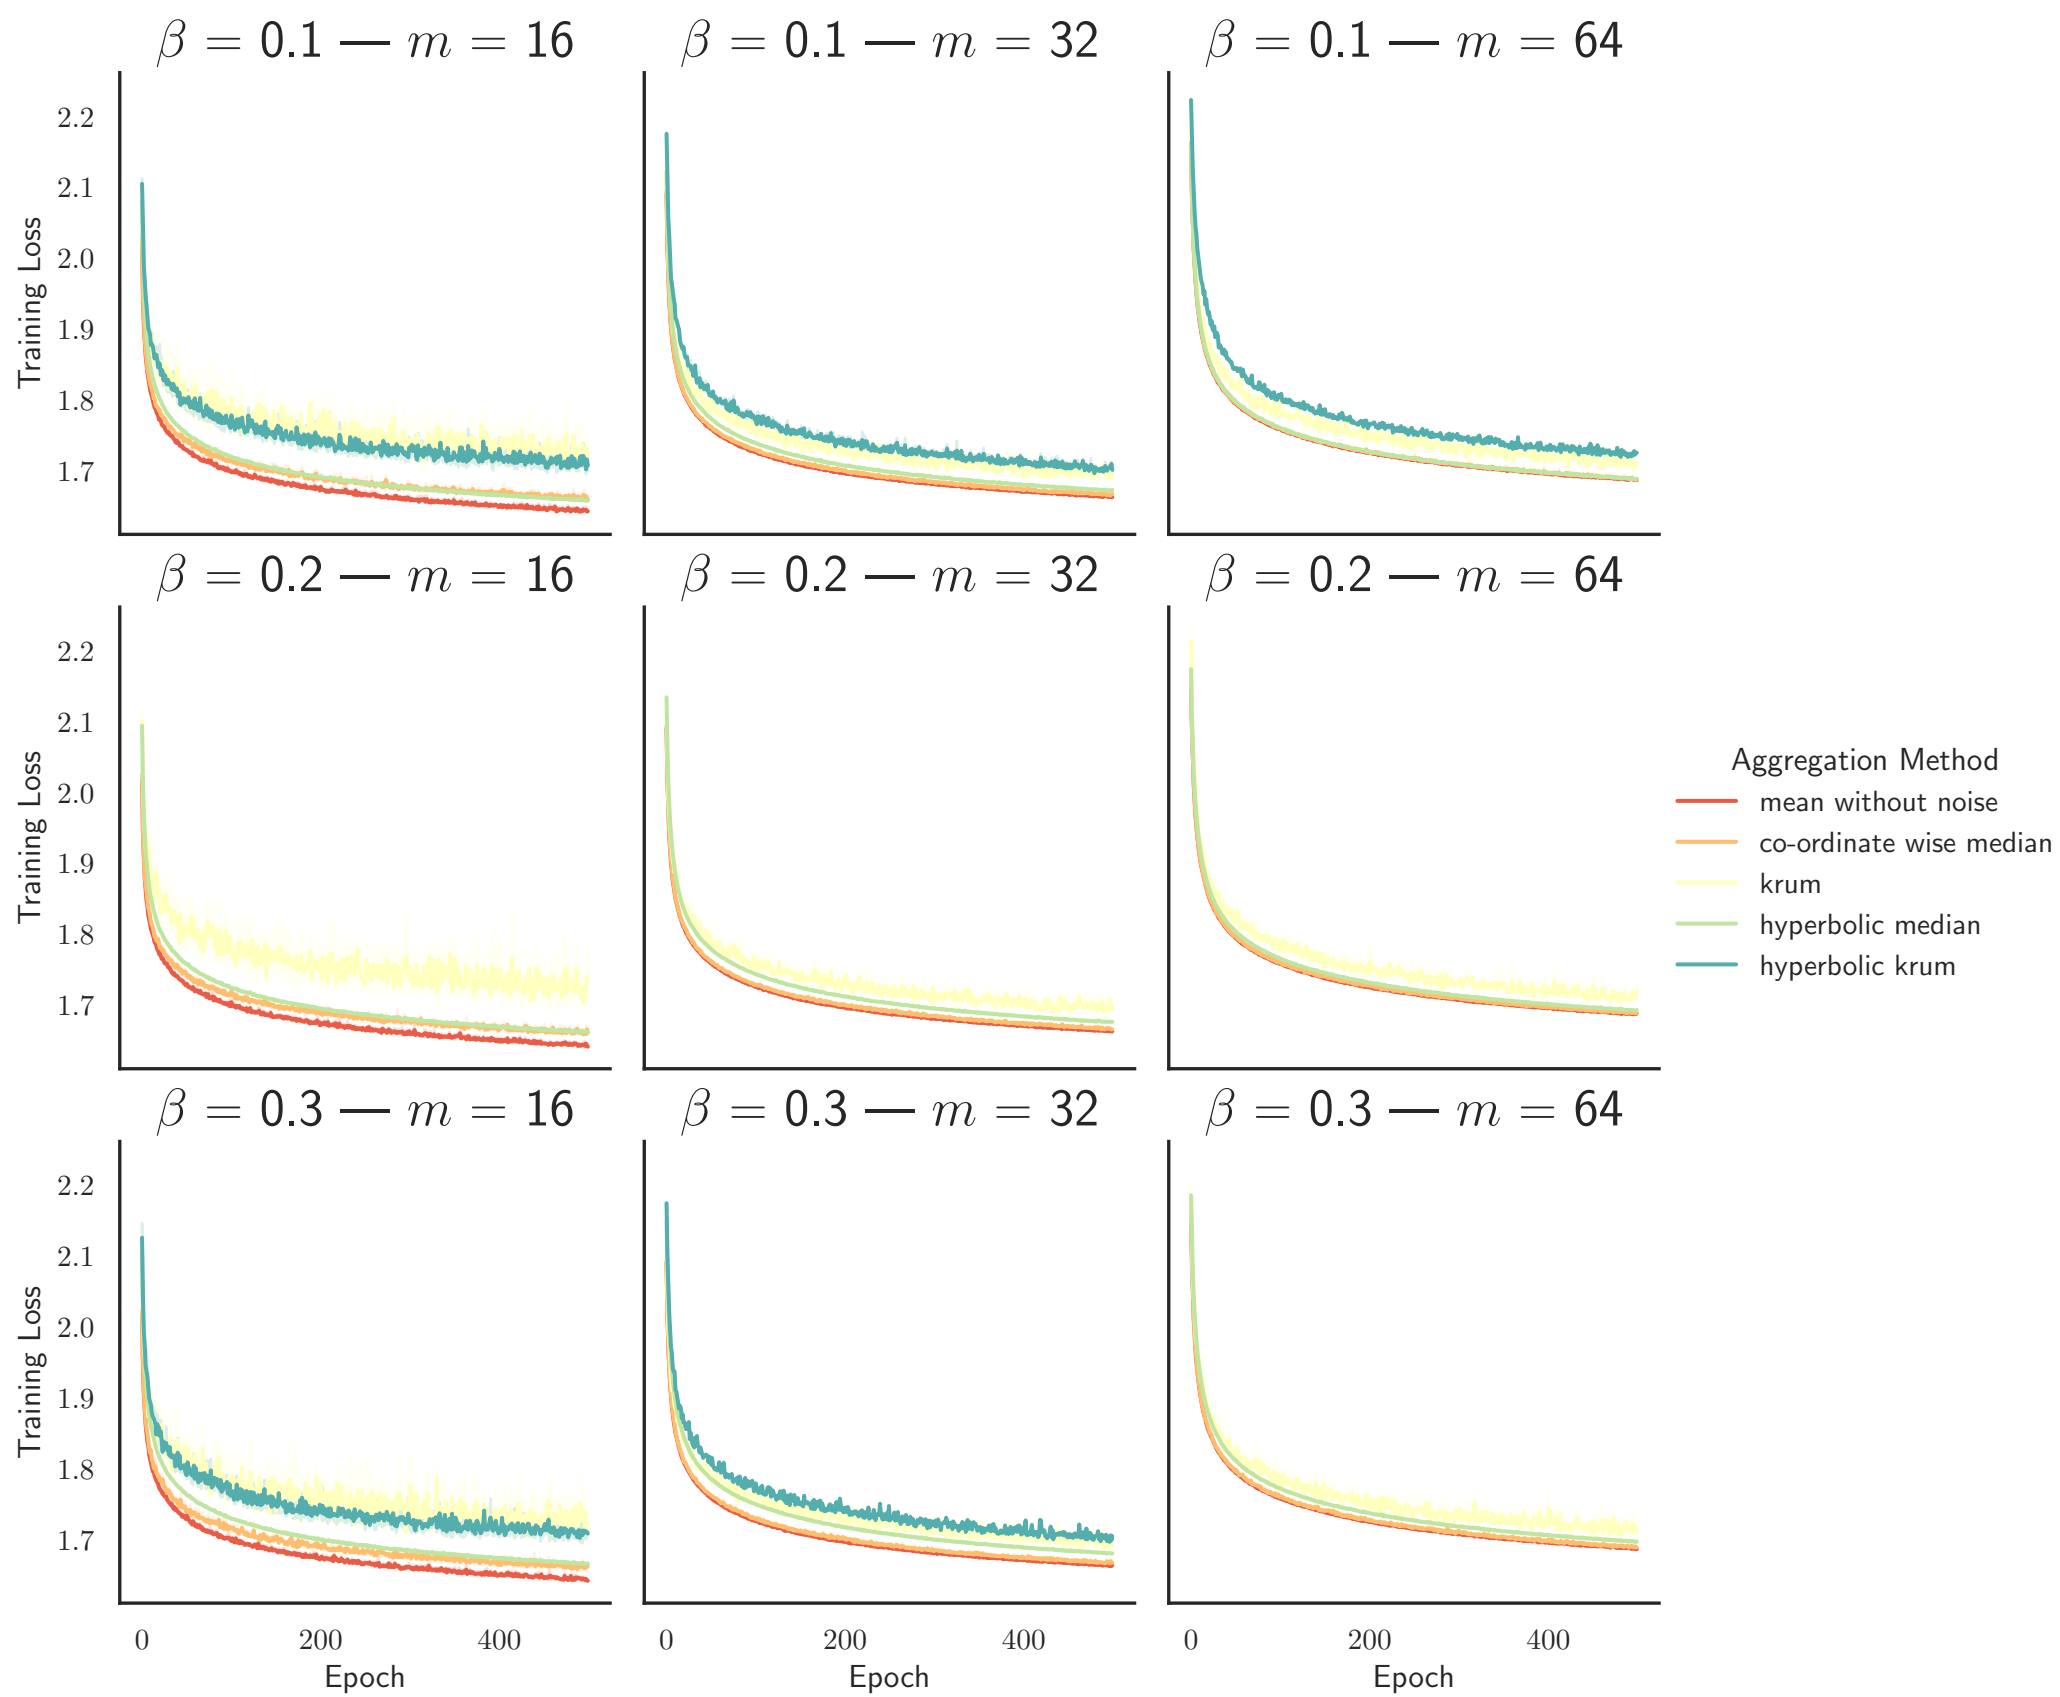 β = 0.1 — m = 16
β = 0.1 — m = 32
β = 0.1 — m = 64
Training Loss
2.2
2.1
2.0
1.9
1.8
1.7
β = 0.2 — m = 16
β = 0.2 — m = 32
β = 0.2 — m = 64
Training Loss
2.2
2.1
2.0
1.9
1.8
1.7
Aggregation Method
mean without noise
co-ordinate wise median
krum
hyperbolic median
hyperbolic krum
β = 0.3 — m = 16
β = 0.3 — m = 32
β = 0.3 — m = 64
Training Loss
2.2
2.1
2.0
1.9
1.8
1.7
0 200 400
0 200 400
0 200 400
Epoch
Epoch
Epoch